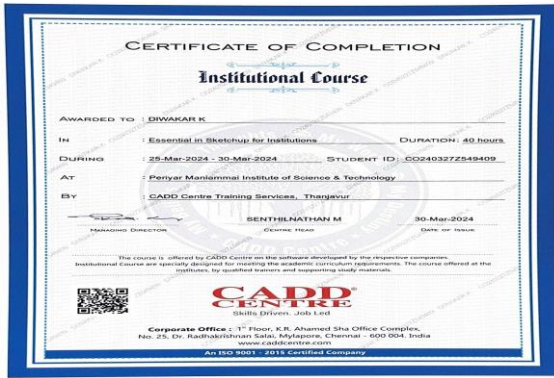 CERTIFICATE OF COMPLETION
Institutional Course
AWARDED TO : DIWAKAR K
IN : Essential in Sketchup for Institutions DURATION: 40 hours
DURING : 25-Mar-2024 - 30-Mar-2024 STUDENT ID: CO240327Z549409
AT : Periyar Maniammai Institute of Science & Technology
BY : CADD Centre Training Services, Thanjavur
SENTHILNATHAN M 30-Mar-2024
MANAGING DIRECTOR CENTRE HEAD DATE OF ISSUE
The course is offered by CADD Centre on the software developed by the respective companies.
Institutional Course are specially designed for meeting the academic curriculum requirements. The course offered at the
institutes, by qualified trainers and supporting study materials.
CADD
CENTRE
Skills Driven. Job Led
Corporate Office : 1st Floor, K.R. Ahamed Sha Office Complex,
No. 25, Dr. Radhakrishnan Salai, Mylapore, Chennai - 600 004. India
www.caddcentre.com
An ISO 9001 - 2015 Certified Company